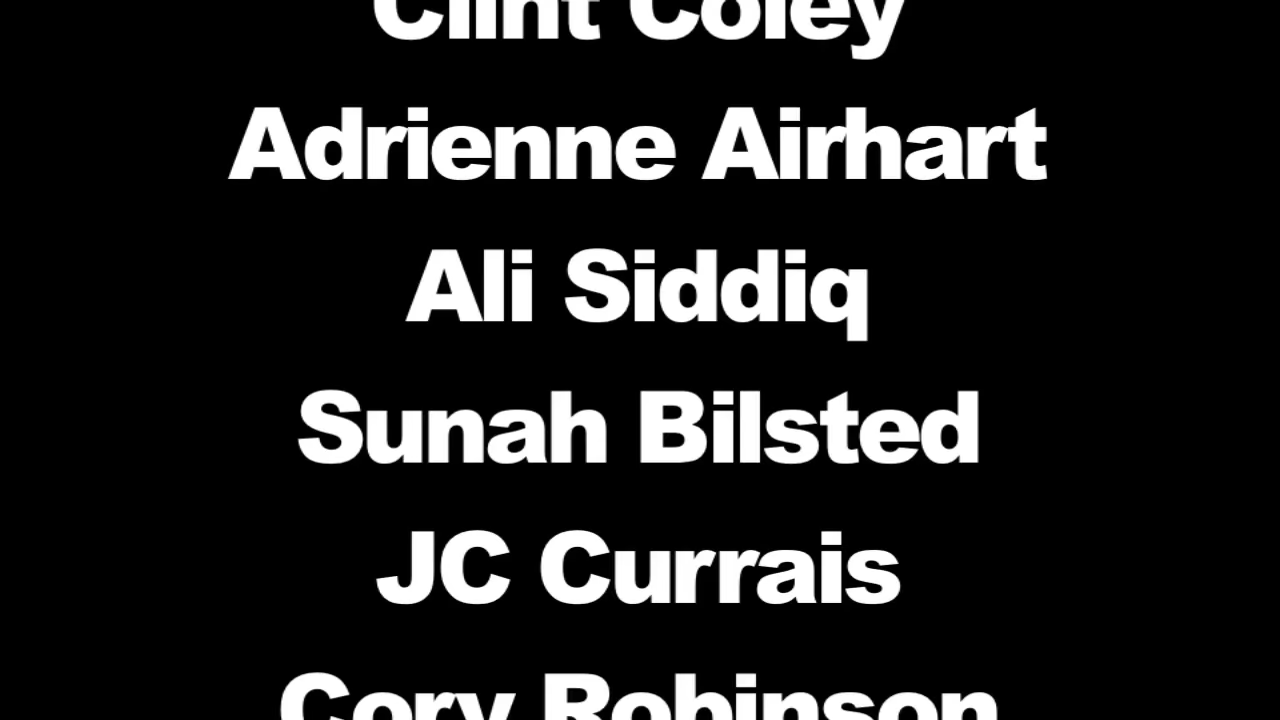 Clint Coley
Adrienne Airhart
Ali Siddiq
Sunah Bilsted
JC Currais
Cory Robinson